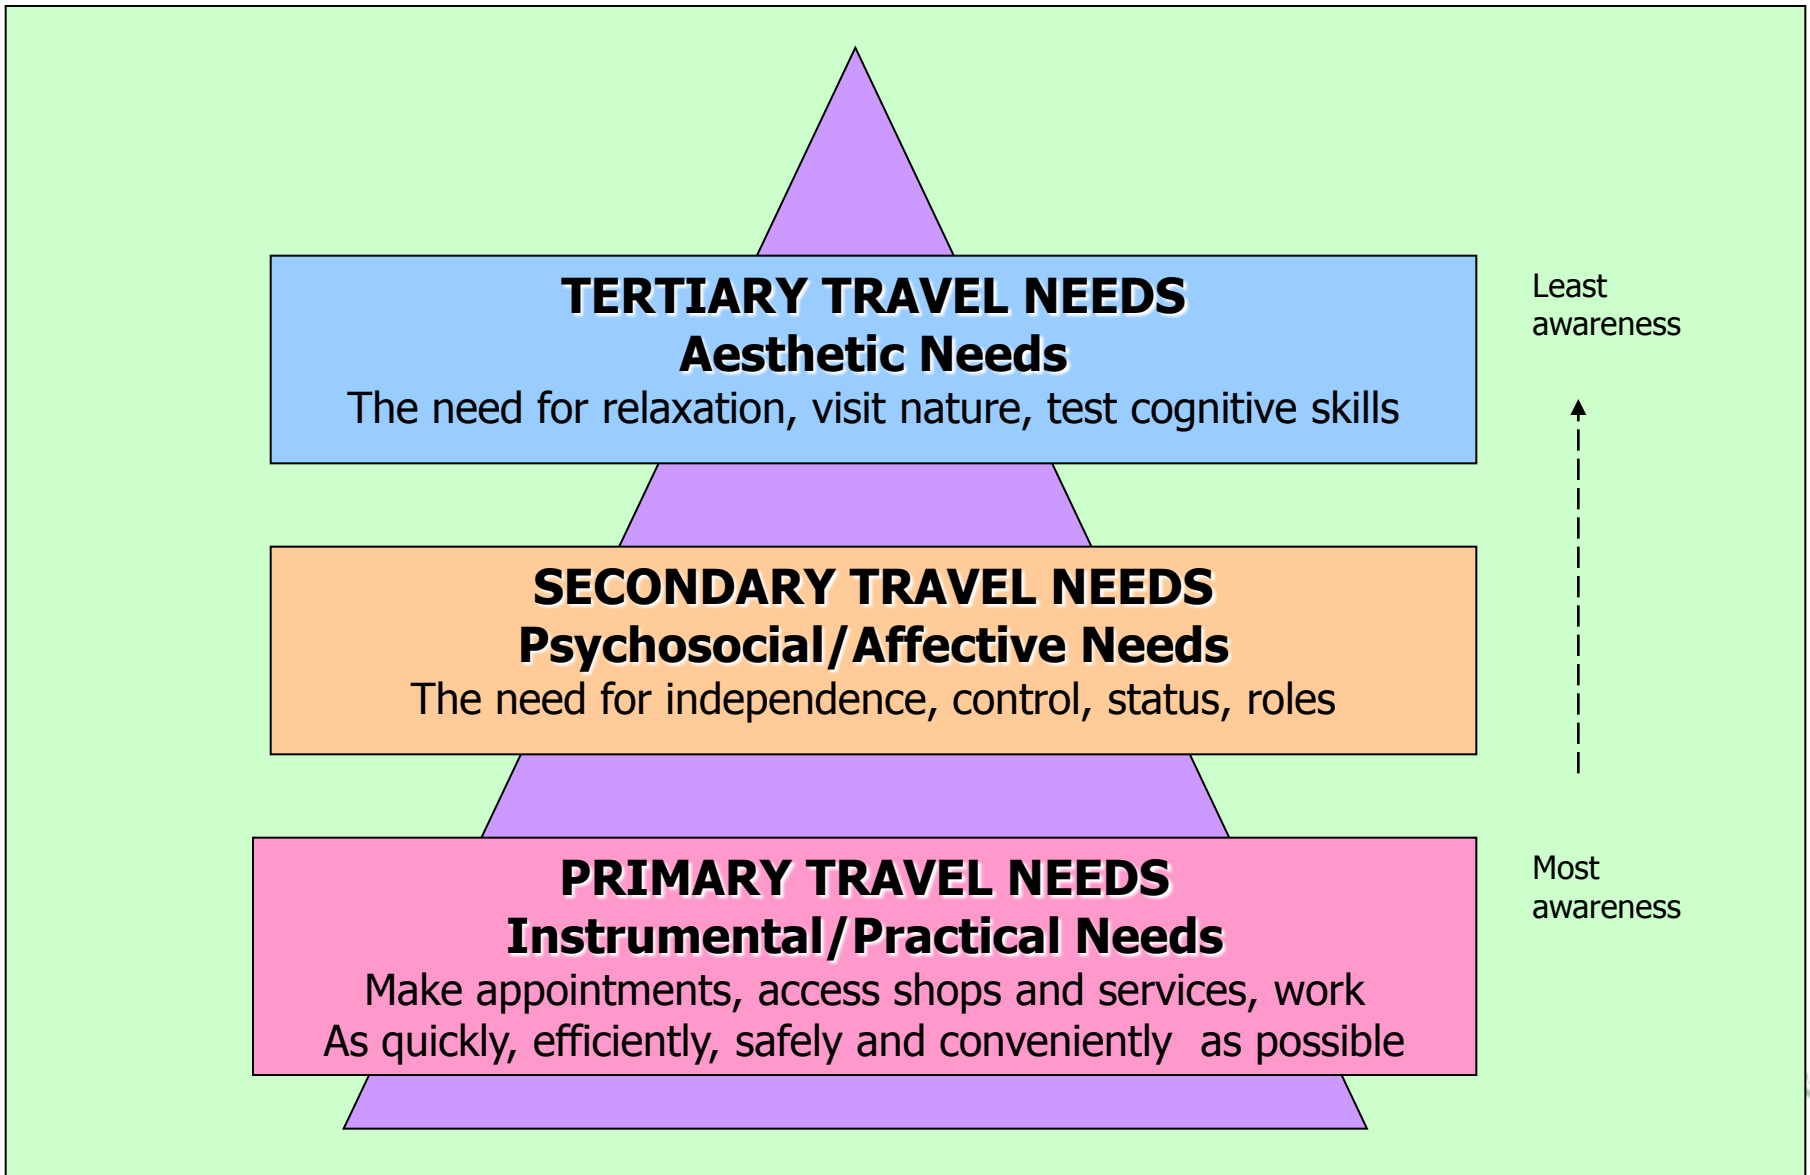 TERTIARY TRAVEL NEEDS
Aesthetic Needs
The need for relaxation, visit nature, test cognitive skills
Least
awareness
SECONDARY TRAVEL NEEDS
Psychosocial/Affective Needs
The need for independence, control, status, roles
PRIMARY TRAVEL NEEDS
Instrumental/Practical Needs
Make appointments, access shops and services, work
As quickly, efficiently, safely and conveniently  as possible
Most
awareness